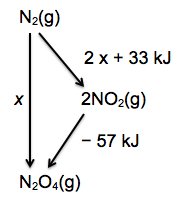 N₂(g)
2 x + 33 kJ
x
2NO₂(g)
− 57 kJ
N₂O₄(g)